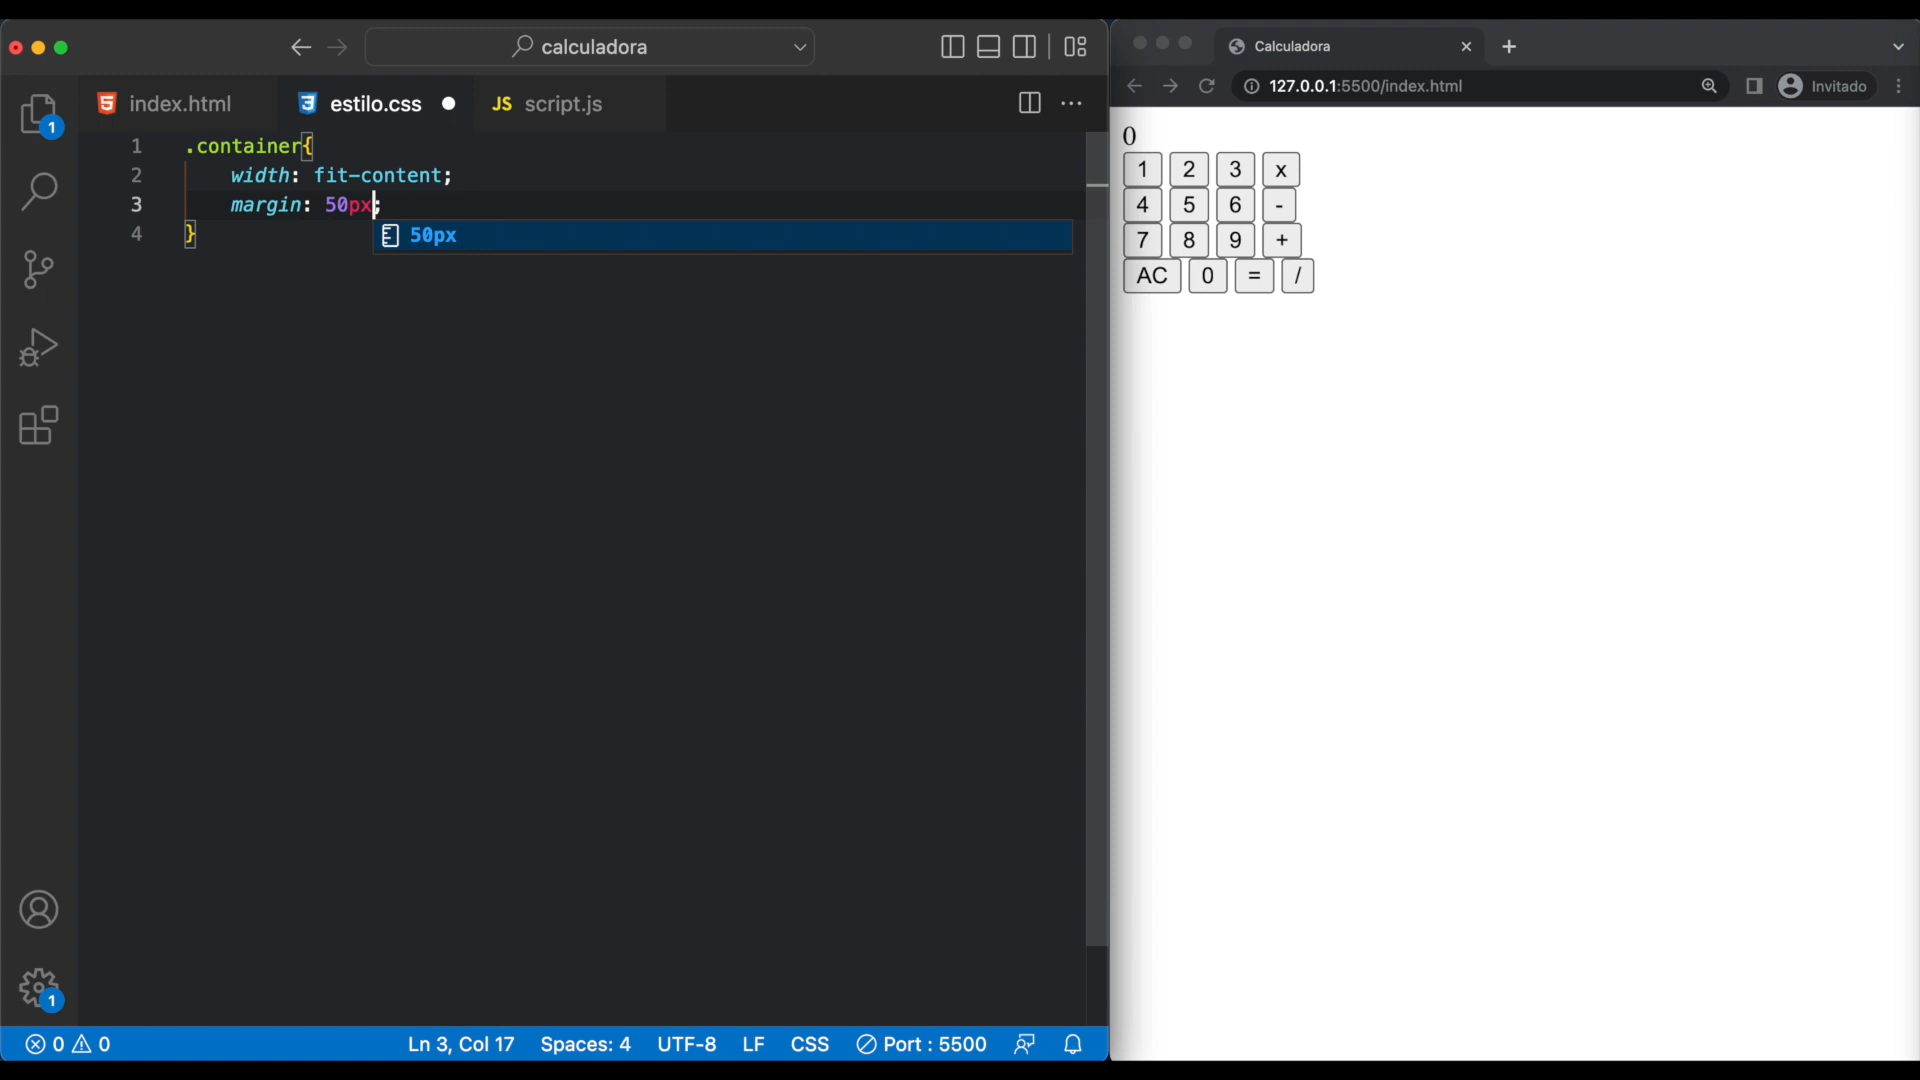 calculadora
index.html
estilo.css
JS script.js
1 .container{
2 width: fit-content;
3 margin: 50px;
4 }
50px
1
1
0 0
Ln 3, Col 17
Spaces: 4
UTF-8
LF
CSS
Port : 5500
Calculadora
127.0.0.1:5500/index.html
Invitado
0
1 2 3 x
4 5 6 -
7 8 9 +
AC 0 = /